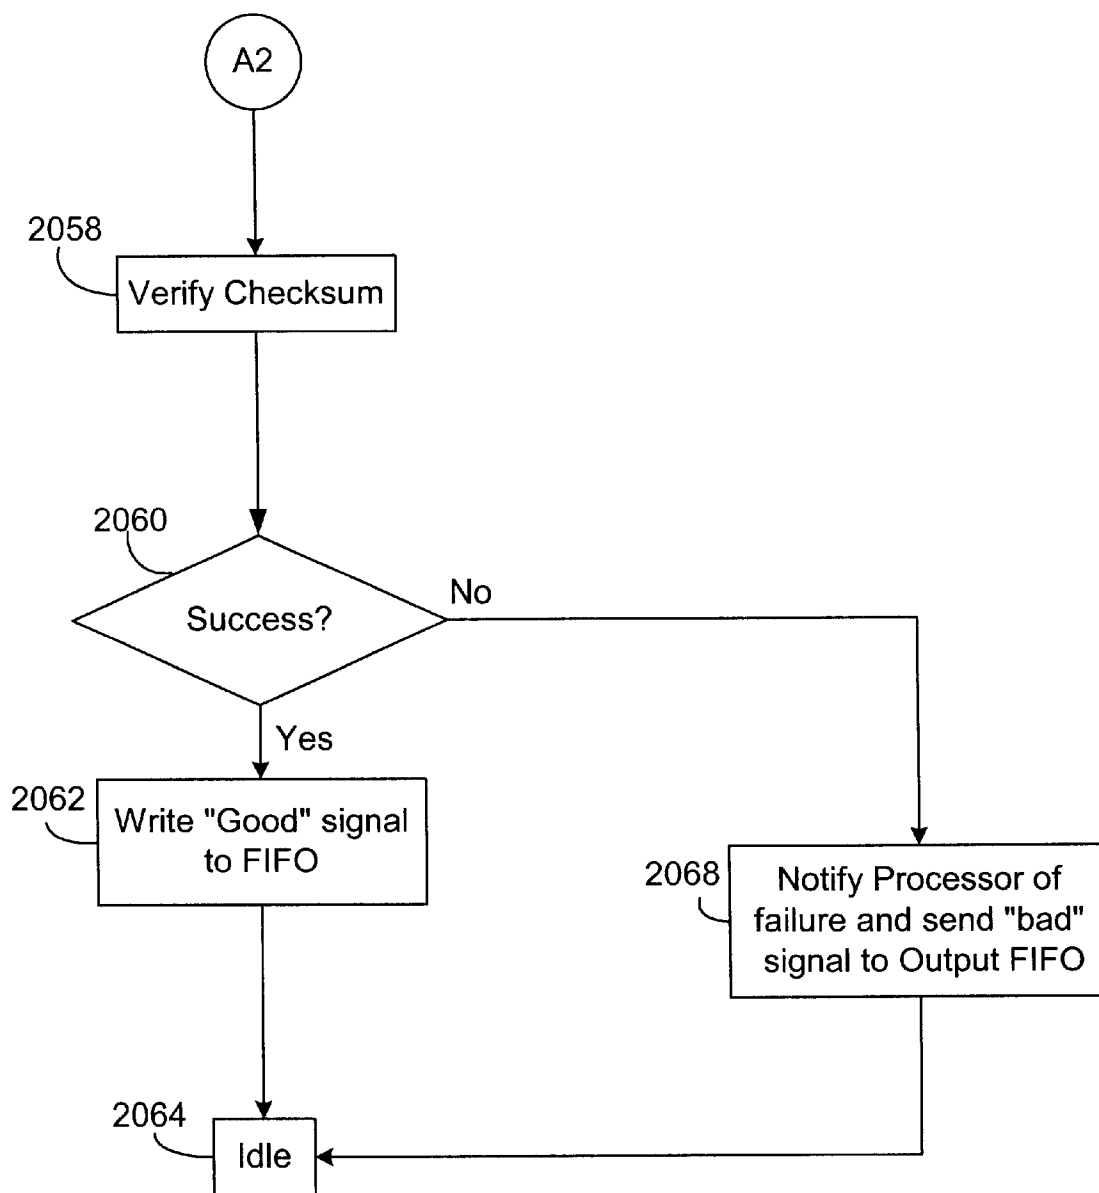 A2
2058
Verify Checksum
2060
Success?
No
Yes
2062
Write "Good" signal
to FIFO
2068
Notify Processor of
failure and send "bad"
signal to Output FIFO
2064
Idle